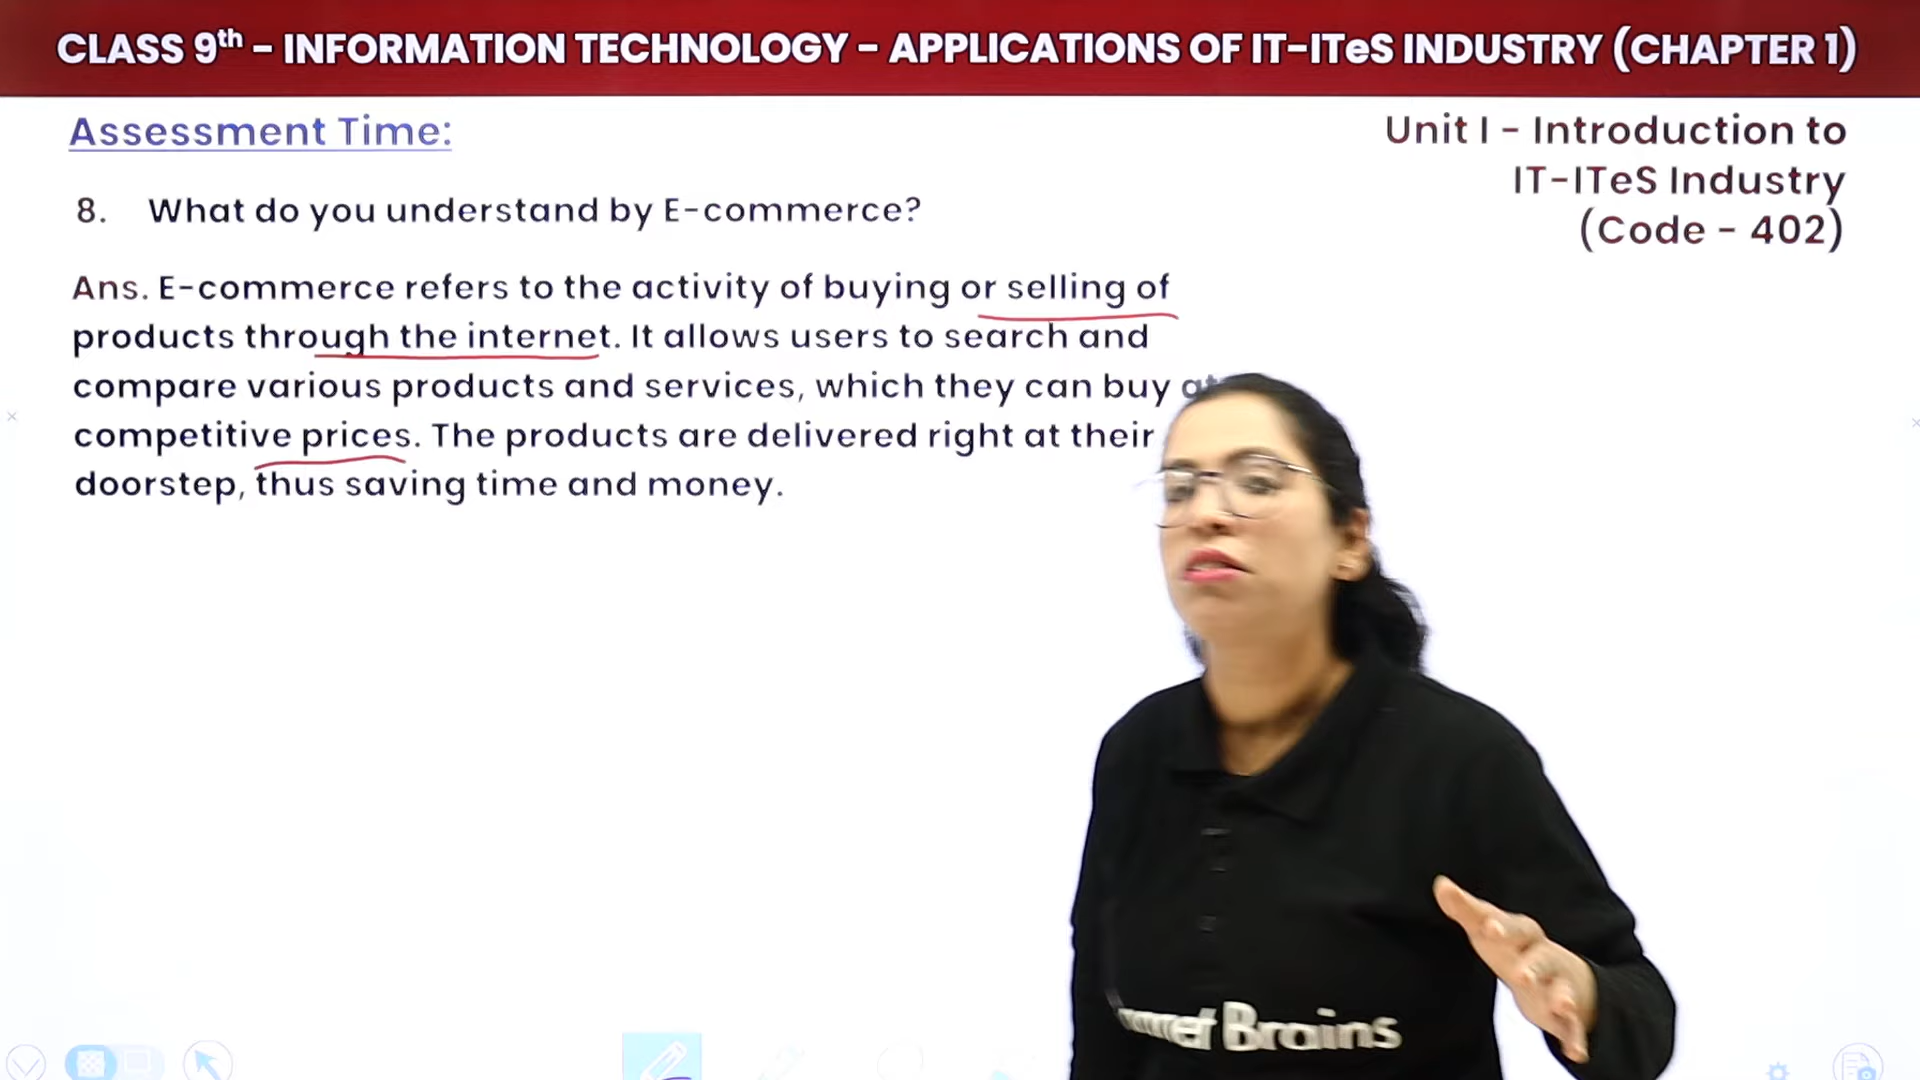 CLASS 9th - INFORMATION TECHNOLOGY - APPLICATIONS OF IT-ITeS INDUSTRY (CHAPTER 1)
Assessment Time:
Unit I - Introduction to
IT-ITeS Industry
(Code - 402)
8. What do you understand by E-commerce?
Ans. E-commerce refers to the activity of buying or selling of
products through the internet. It allows users to search and
compare various products and services, which they can buy at
competitive prices. The products are delivered right at their
doorstep, thus saving time and money.
Brains